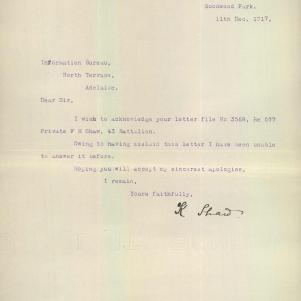 Goodwood Park.
11th Dec. 1917.
Information Bureau,
North Terrace,
Adelaide.
Dear Sir,
I wish to acknowledge your letter file No 3568, Re 877
Private F H Shaw, 43 Battalion.
Owing to having mislaid this letter I have been unable
to answer it before.
Hoping you will accept my sincerest apologies,
I remain,
Yours faithfully,
K Shaw.